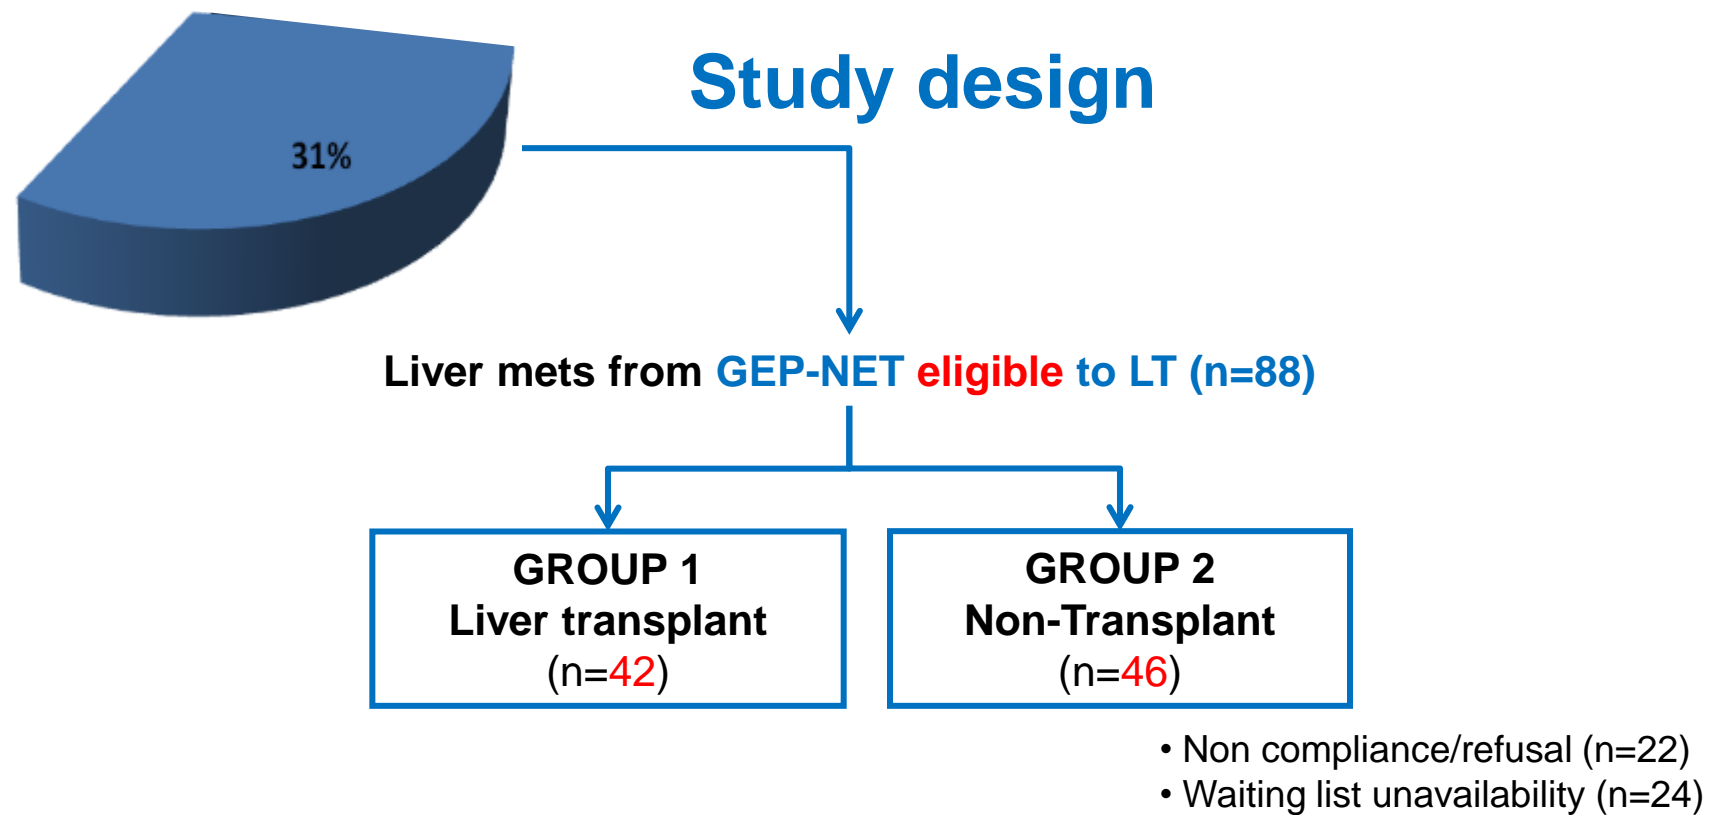 Study design
31%
Liver mets from GEP-NET eligible to LT (n=88)
GROUP 1
Liver transplant
(n=42)
GROUP 2
Non-Transplant
(n=46)
• Non compliance/refusal (n=22)
• Waiting list unavailability (n=24)